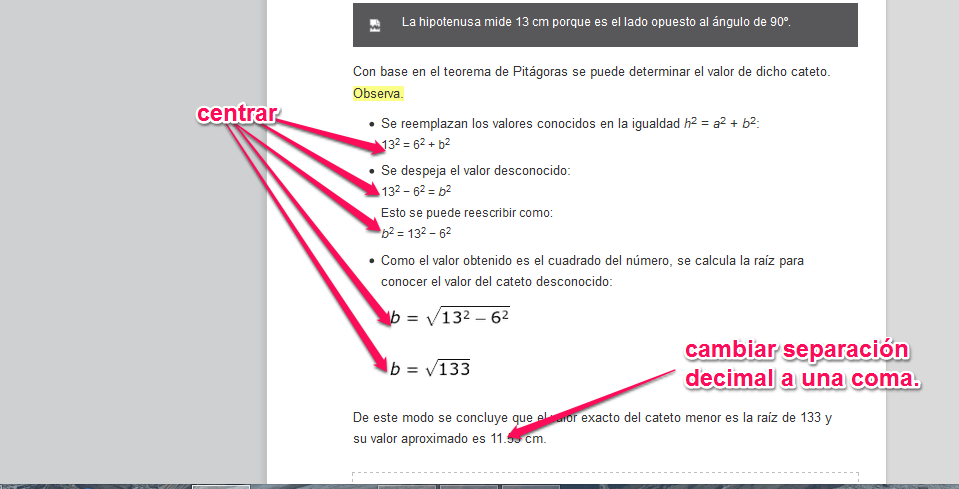 La hipotenusa mide 13 cm porque es el lado opuesto al ángulo de 90º.
Con base en el teorema de Pitágoras se puede determinar el valor de dicho cateto.
Observa.
centrar
• Se reemplazan los valores conocidos en la igualdad h² = a² + b²:
13² = 6² + b²
• Se despeja el valor desconocido:
13² − 6² = b²
Esto se puede reescribir como:
b² = 13² − 6²
• Como el valor obtenido es el cuadrado del número, se calcula la raíz para
conocer el valor del cateto desconocido:
b = √(13² − 6²)
b = √133
cambiar separación
decimal a una coma.
De este modo se concluye que el valor exacto del cateto menor es la raíz de 133 y
su valor aproximado es cm.